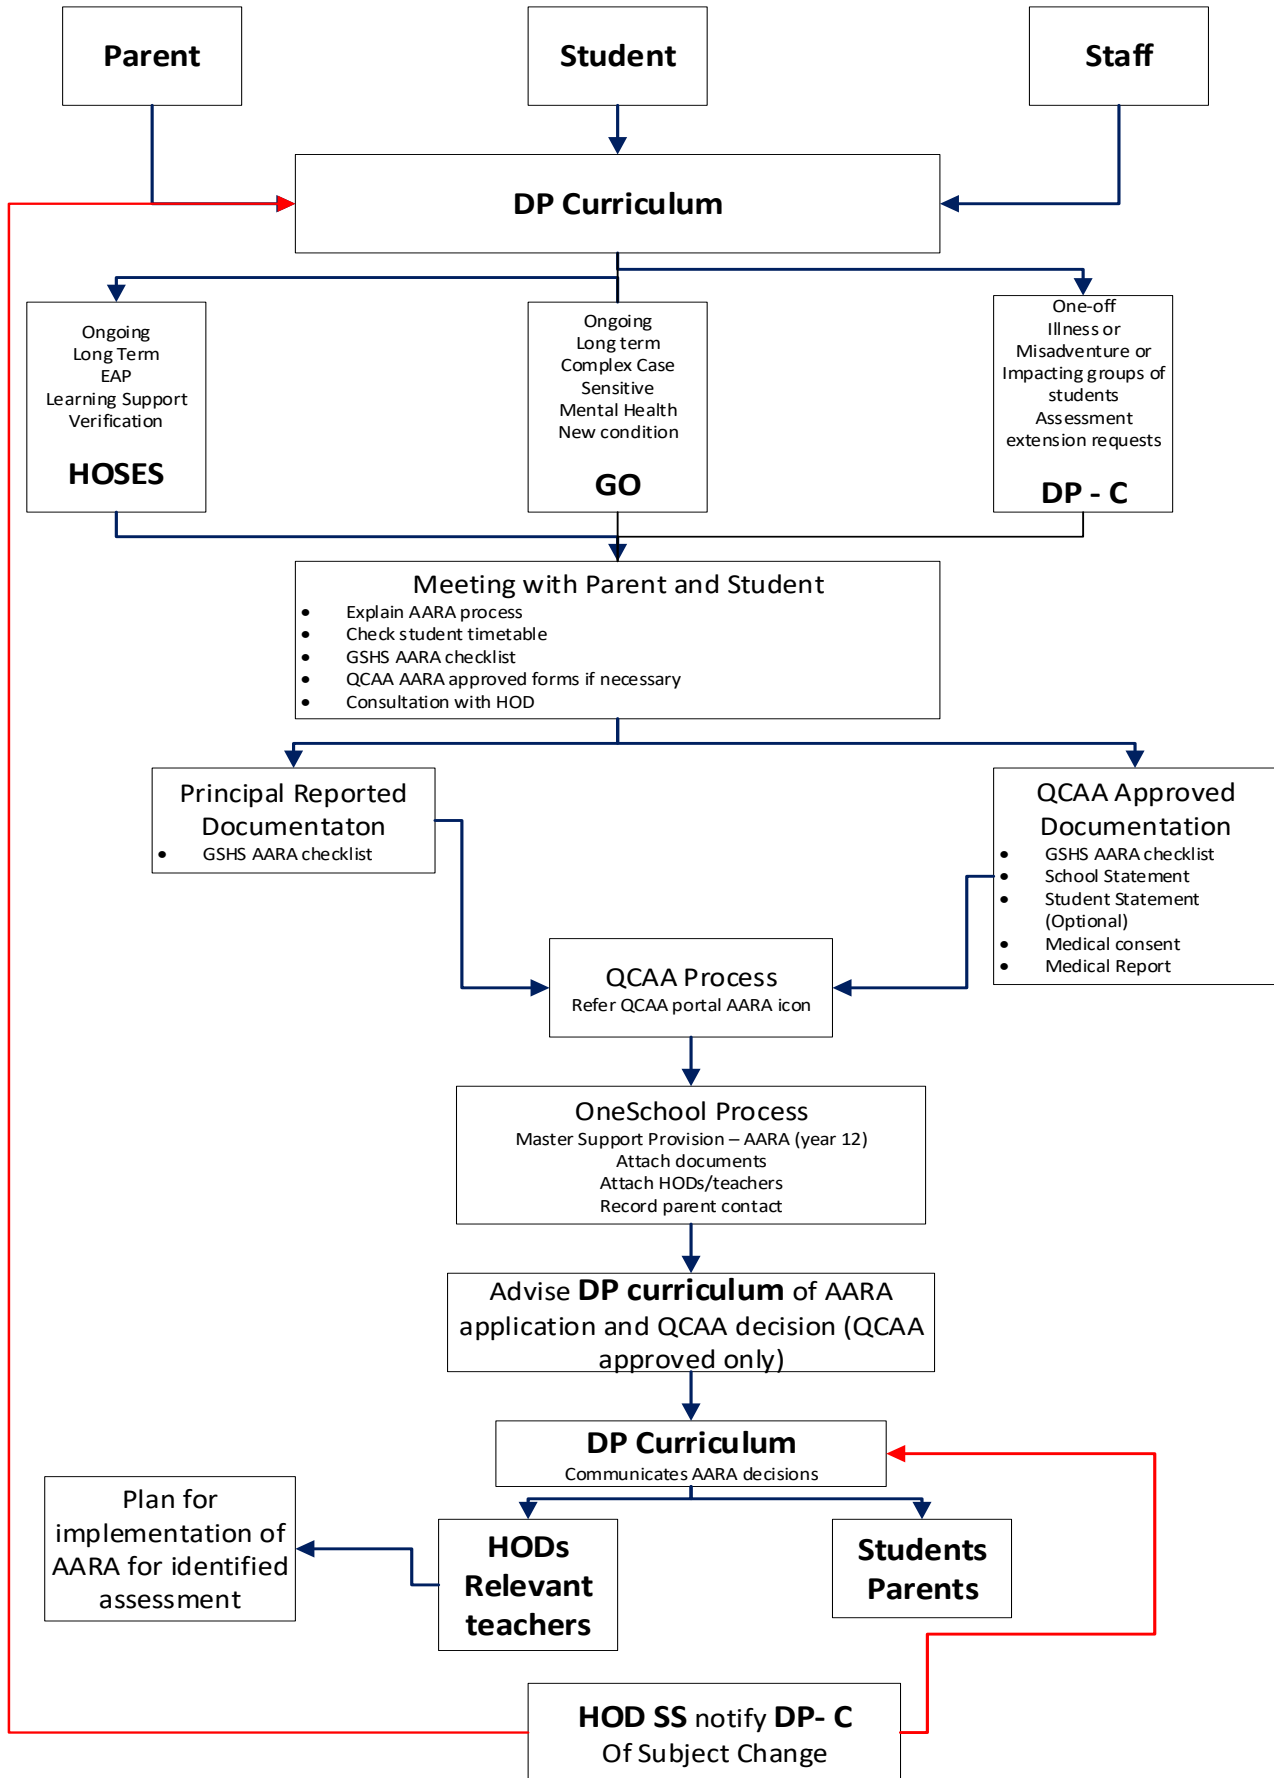 Parent
Student
Staff
DP Curriculum
Ongoing
Long Term
EAP
Learning Support
Verification
HOSES
Ongoing
Long term
Complex Case
Sensitive
Mental Health
New condition
GO
One-off
Illness or
Misadventure or
Impacting groups of
students
Assessment
extension requests
DP - C
Meeting with Parent and Student
• Explain AARA process
• Check student timetable
• GSHS AARA checklist
• QCAA AARA approved forms if necessary
• Consultation with HOD
Principal Reported
Documentaton
• GSHS AARA checklist
QCAA Approved
Documentation
• GSHS AARA checklist
• School Statement
• Student Statement
(Optional)
• Medical consent
• Medical Report
QCAA Process
Refer QCAA portal AARA icon
OneSchool Process
Master Support Provision – AARA (year 12)
Attach documents
Attach HODs/teachers
Record parent contact
Advise DP curriculum of AARA
application and QCAA decision (QCAA
approved only)
DP Curriculum
Communicates AARA decisions
Plan for
implementation of
AARA for identified
assessment
HODs
Relevant
teachers
Students
Parents
HOD SS notify DP- C
Of Subject Change